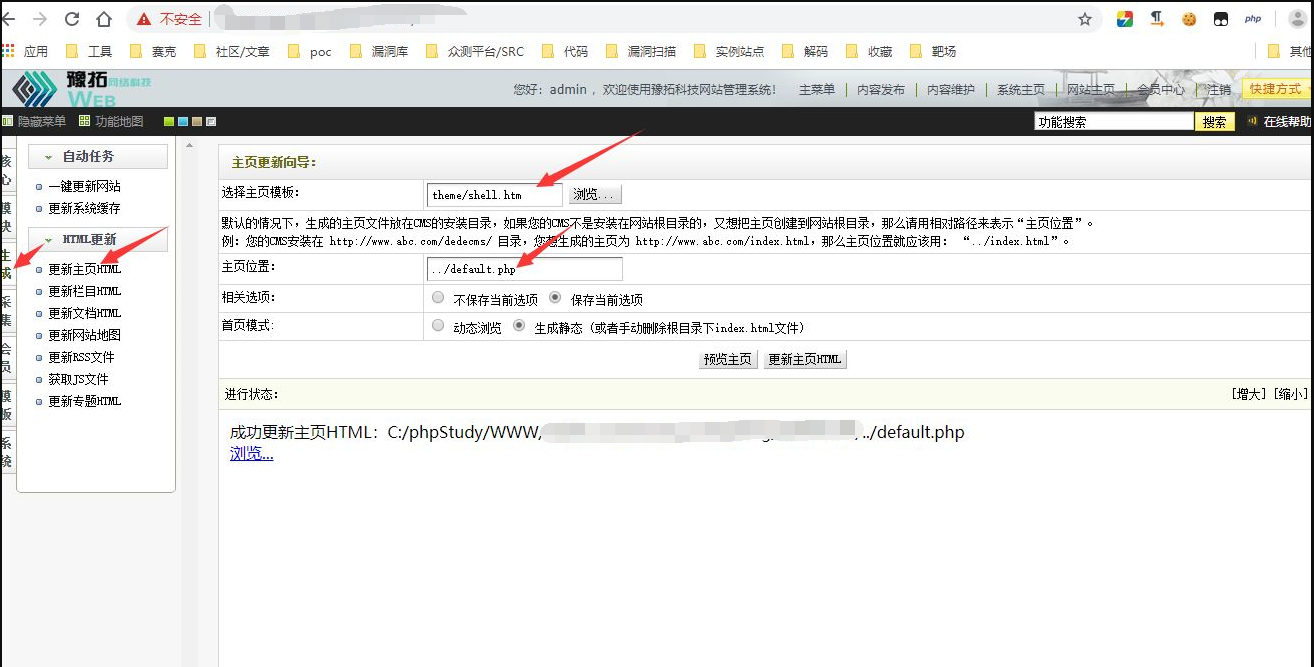 不安全
php
应用 工具 赛克 社区/文章 poc 漏洞库 众测平台/SRC 代码 漏洞扫描 实例站点 解码 收藏 靶场 其他
豫拓网络科技
WEB
您好：admin ，欢迎使用豫拓科技网站管理系统！ 主菜单 内容发布 内容维护 系统主页 网站主页 会员中心 注销 快捷方式
隐藏菜单 功能地图 功能搜索 搜索 在线帮助
核心
模块
生成
采集
会员
模板
系统
自动任务
一键更新网站
更新系统缓存
HTML更新
更新主页HTML
更新栏目HTML
更新文档HTML
更新网站地图
更新RSS文件
获取JS文件
更新专题HTML
主页更新向导：
选择主页模板： theme/shell.htm 浏览...
默认的情况下，生成的主页文件放在CMS的安装目录，如果您的CMS不是安装在网站根目录的，又想把主页创建到网站根目录，那么请用相对路径来表示“主页位置”。
例：您的CMS安装在 http://www.abc.com/dedecms/ 目录，您想生成的主页为 http://www.abc.com/index.html，那么主页位置就应该用： “../index.html”。
主页位置： ../default.php
相关选项： 不保存当前选项 保存当前选项
首页模式: 动态浏览 生成静态（或者手动删除根目录下index.html文件）
预览主页 更新主页HTML
进行状态： [增大] [缩小]
成功更新主页HTML：C:/phpStudy/WWW/ ../default.php
浏览...